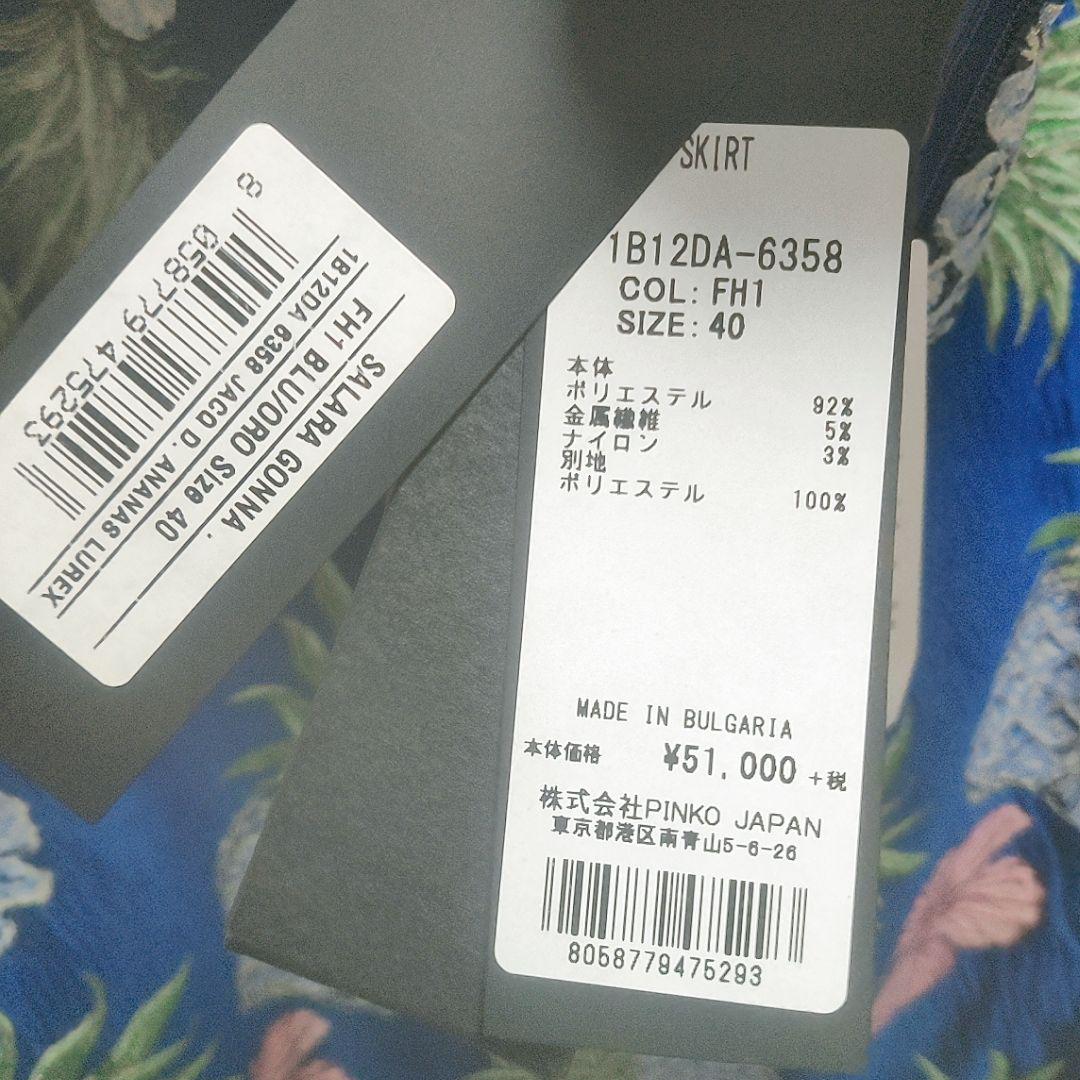 8 058779 475293
1B12DA 6358 JACQ D. ANANAS LUREX
FH1 BLU/ORO Size 40
SALARA GONNA .
SKIRT
1B12DA-6358
COL: FH1
SIZE: 40
本体
ポリエステル 92%
金属繊維 5%
ナイロン 3%
別地
ポリエステル 100%
MADE IN BULGARIA
本体価格 ¥51,000 +税
株式会社PINKO JAPAN
東京都港区南青山5-6-26
8058779475293